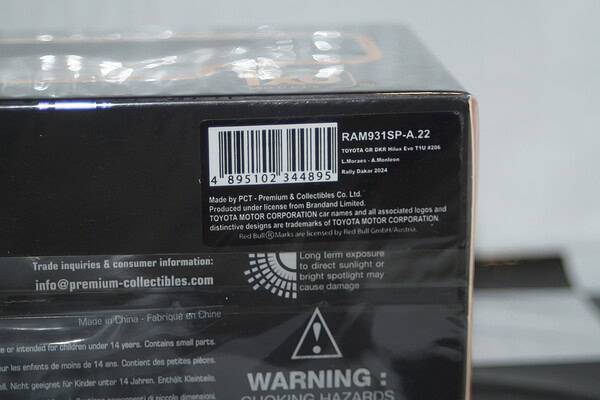 RAM931SP-A.22
TOYOTA GR DKR Hilux Evo T1U #206
L.Moraes - A.Monleon
Rally Dakar 2024
4 895102 344895
Made by PCT - Premium & Collectibles Co. Ltd.
Produced under license from Brandand Limited.
TOYOTA MOTOR CORPORATION car names and all associated logos and
distinctive designs are trademarks of TOYOTA MOTOR CORPORATION.
Red Bull® Marks are licensed by Red Bull GmbH/Austria.
Trade inquiries & consumer information:
info@premium-collectibles.com
Long term exposure
to direct sunlight or
bright spotlight may
cause damage
Made in China - Fabriqué en Chine
e or intended for children under 14 years. Contains small parts.
our les enfants de moins de 14 ans. Contient des petites pièces.
ll. Nicht geeignet für Kinder unter 14 Jahren. Enthält Kleinteile.
WARNING :
CHOKING HAZARDS